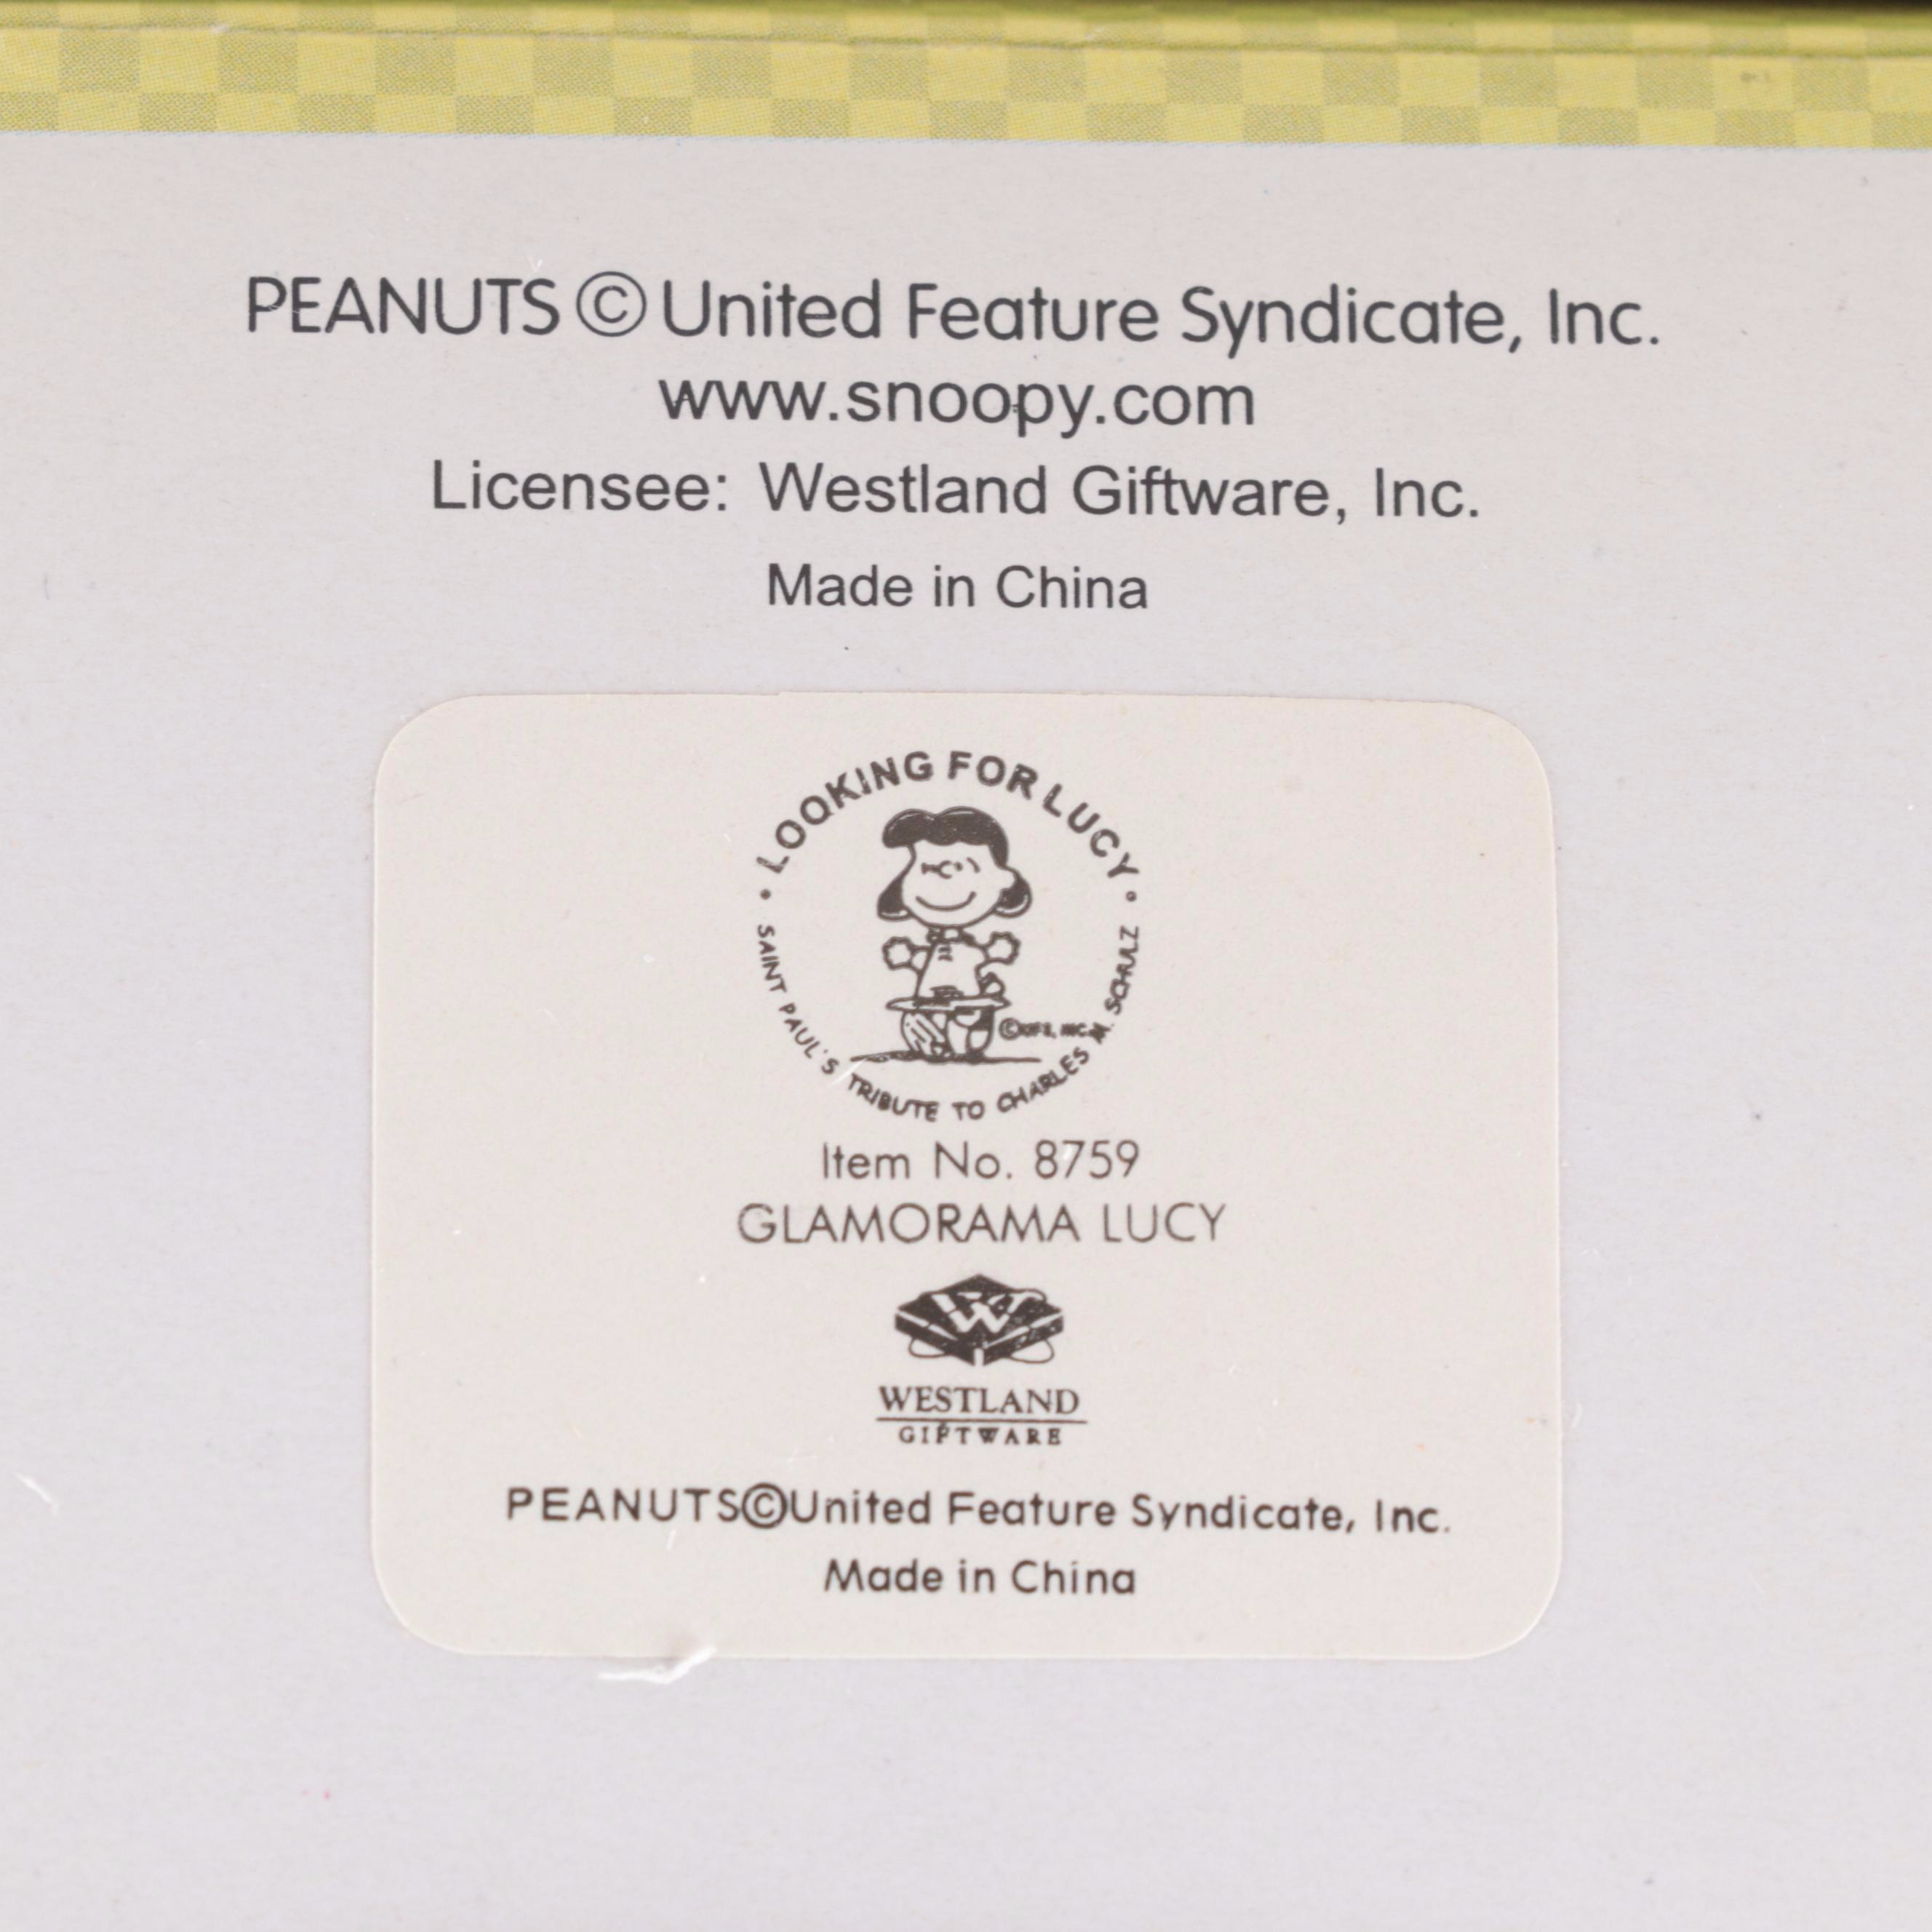 PEANUTS © United Feature Syndicate, Inc.
www.snoopy.com
Licensee: Westland Giftware, Inc.
Made in China
• LOOKING FOR LUCY •
SAINT PAUL'S TRIBUTE TO CHARLES M. SCHULZ
©UFS, INC.
Item No. 8759
GLAMORAMA LUCY
W
WESTLAND
GIFTWARE
PEANUTS©United Feature Syndicate, Inc.
Made in China